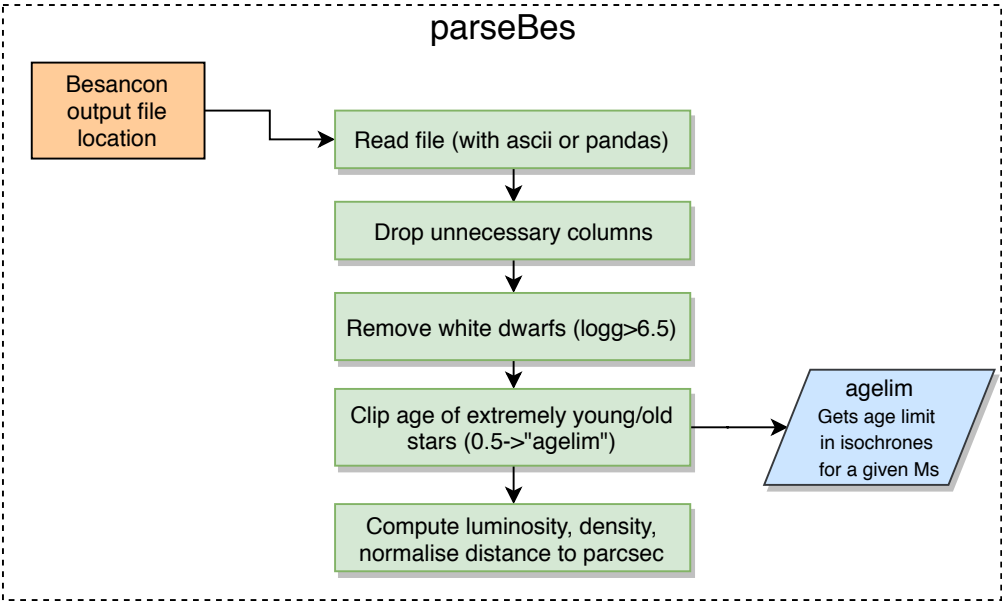 parseBes
Besancon
output file
location
Read file (with ascii or pandas)
Drop unnecessary columns
Remove white dwarfs (logg>6.5)
Clip age of extremely young/old
stars (0.5->"agelim")
agelim
Gets age limit
in isochrones
for a given Ms
Compute luminosity, density,
normalise distance to parcsec